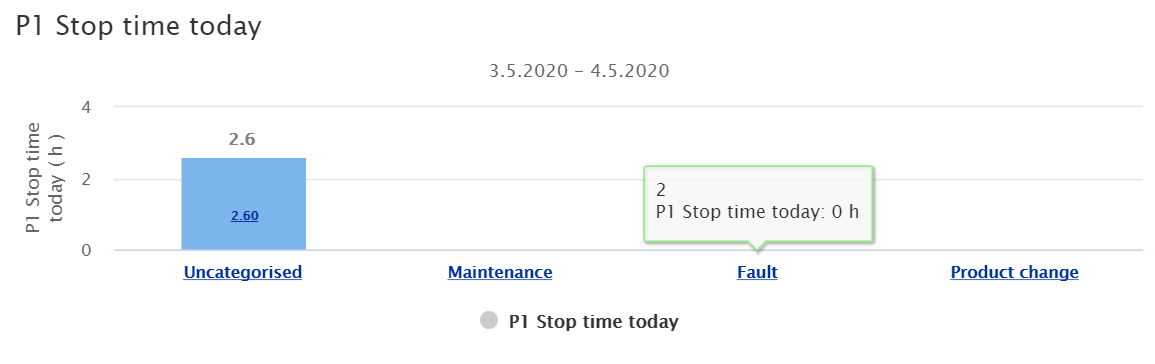 P1 Stop time today
3.5.2020 – 4.5.2020
P1 Stop time
today ( h )
4
2
0
2.6
2.60
2
P1 Stop time today: 0 h
Uncategorised
Maintenance
Fault
Product change
P1 Stop time today